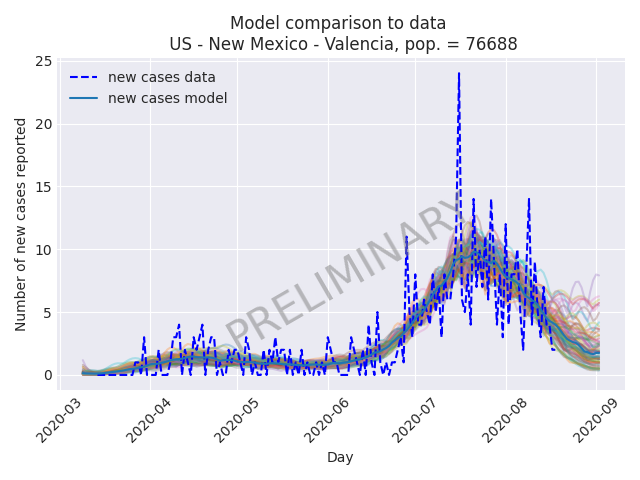 Model comparison to data
US - New Mexico - Valencia, pop. = 76688
new cases data
new cases model
PRELIMINARY
Number of new cases reported
25
20
15
10
5
0
2020-03
2020-04
2020-05
2020-06
2020-07
2020-08
2020-09
Day